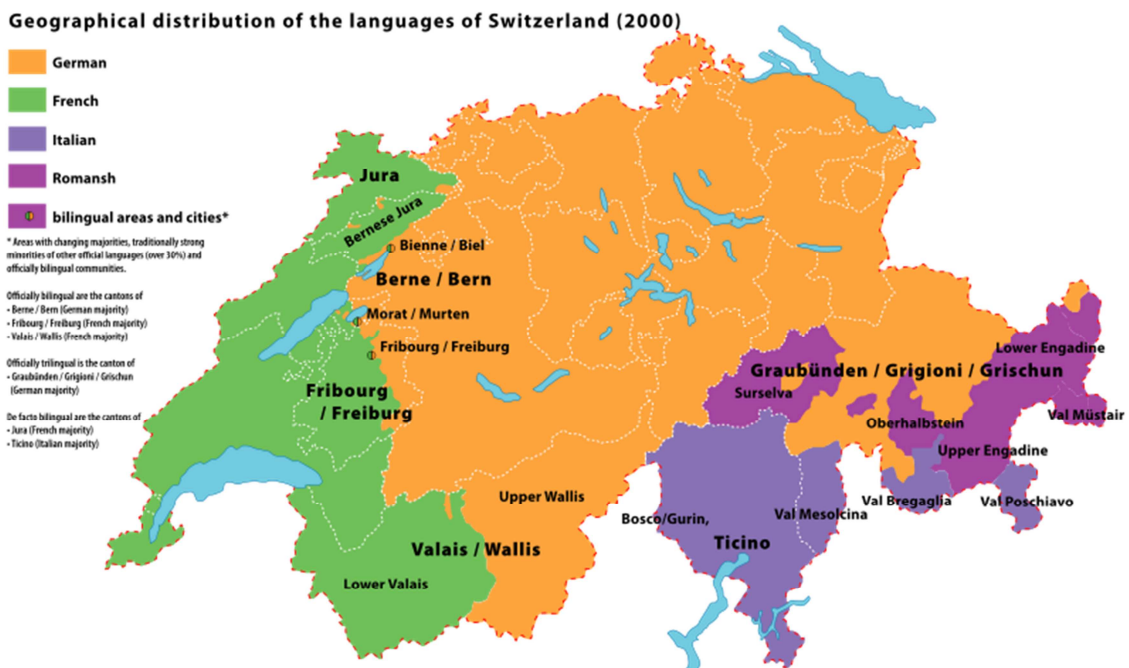 Geographical distribution of the languages of Switzerland (2000)
German
French
Italian
Romansh
bilingual areas and cities*
* Areas with changing majorities, traditionally strong
minorities of other official languages (over 30%) and
officially bilingual communities.
Officially bilingual are the cantons of
• Berne / Bern (German majority)
• Fribourg / Freiburg (French majority)
- Valais / Wallis (French majority)
Officially trilingual is the canton of
• Graubünden / Grigioni / Grischun
(German majority)
De facto bilingual are the cantons of
• Jura (French majority)
• Ticino (Italian majority)
Jura
Bernese Jura
Bienne / Biel
Berne / Bern
Morat / Murten
Fribourg / Freiburg
Fribourg
/ Freiburg
Lower Engadine
Graubünden / Grigioni / Grischun
Surselva
Val Müstair
Oberhalbstein
Upper Engadine
Upper Wallis
Val Bregaglia
Val Poschiavo
Bosco/Gurin,
Val Mesolcina
Ticino
Valais / Wallis
Lower Valais